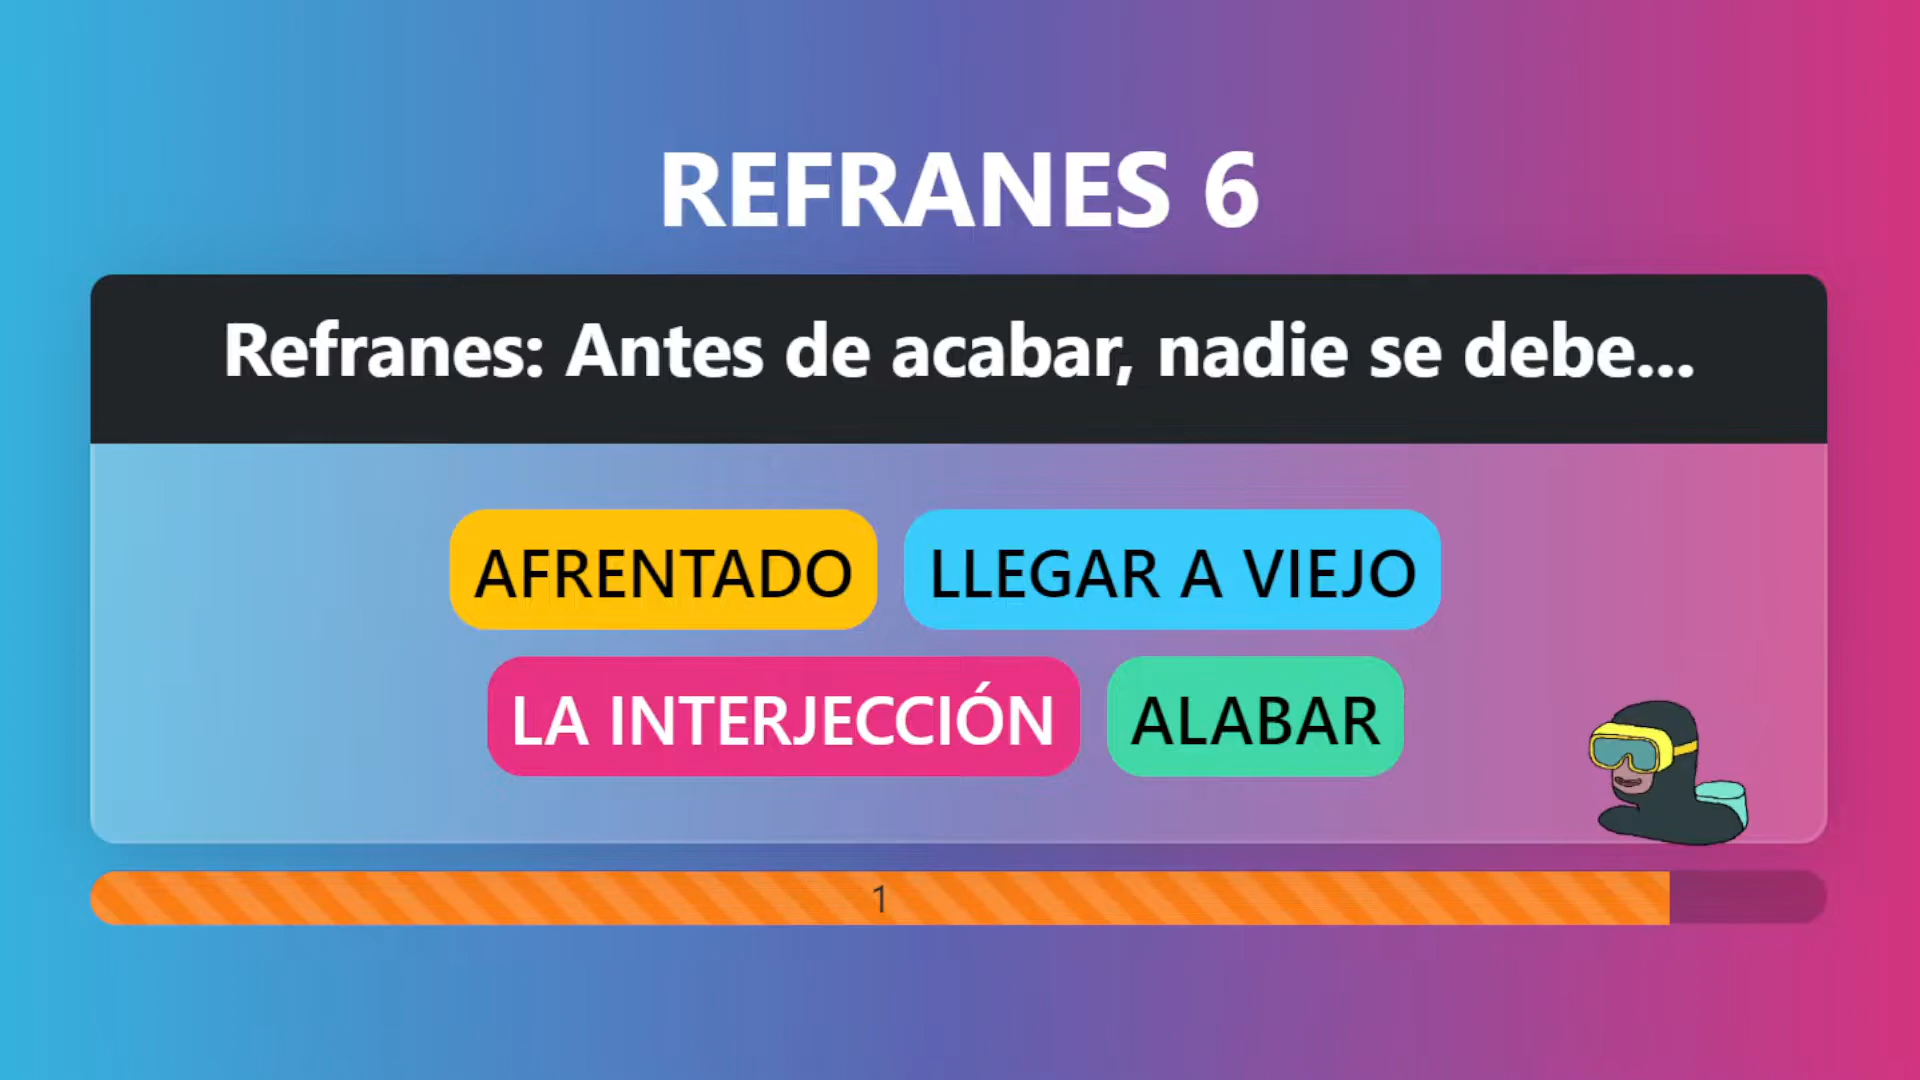 REFRANES 6
Refranes: Antes de acabar, nadie se debe...
AFRENTADO
LLEGAR A VIEJO
LA INTERJECCIÓN
ALABAR
1